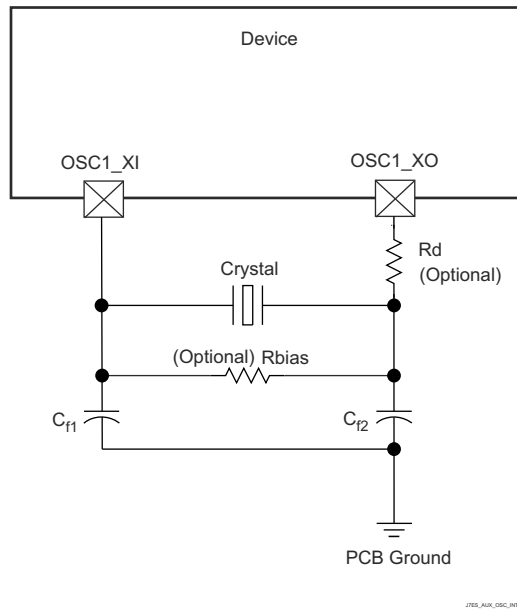 Device
OSC1_XI
OSC1_XO
Rd
(Optional)
Crystal
(Optional) Rbias
Cf1
Cf2
PCB Ground